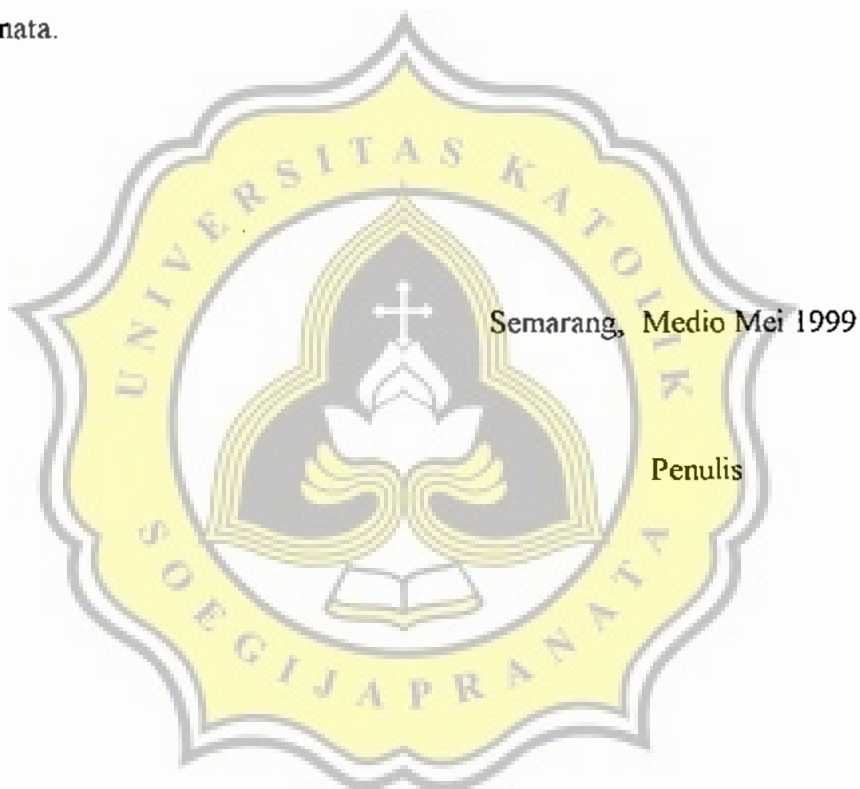 nata.
UNIVERSITAS KATOLIK
Semarang, Medio Mei 1999
Penulis
SOEGIJAPRANATA